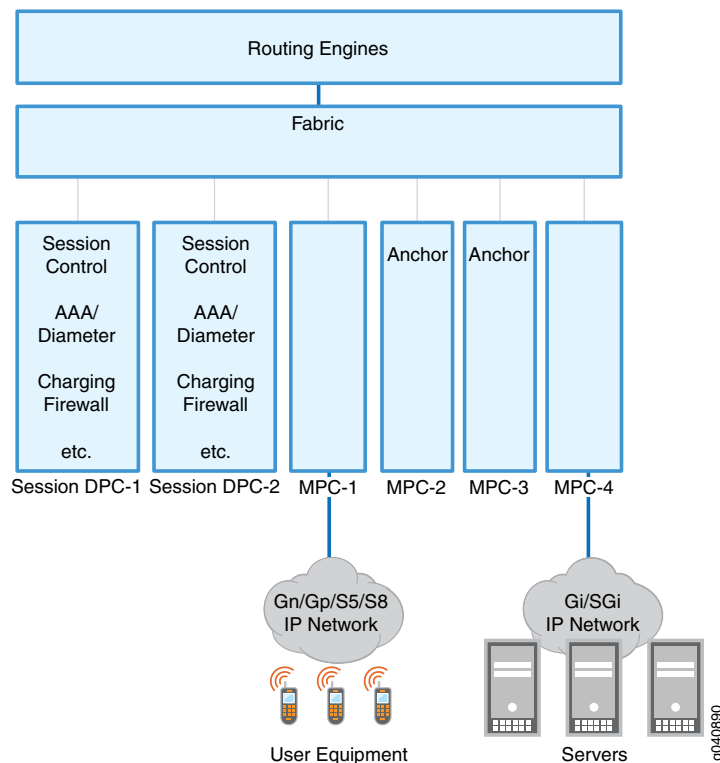 Routing Engines
Fabric
Session
Control
AAA/
Diameter
Charging
Firewall
etc.
Session DPC-1
Session
Control
AAA/
Diameter
Charging
Firewall
etc.
Session DPC-2
MPC-1
Anchor
MPC-2
Anchor
MPC-3
MPC-4
Gn/Gp/S5/S8
IP Network
User Equipment
Gi/SGi
IP Network
Servers
g040890